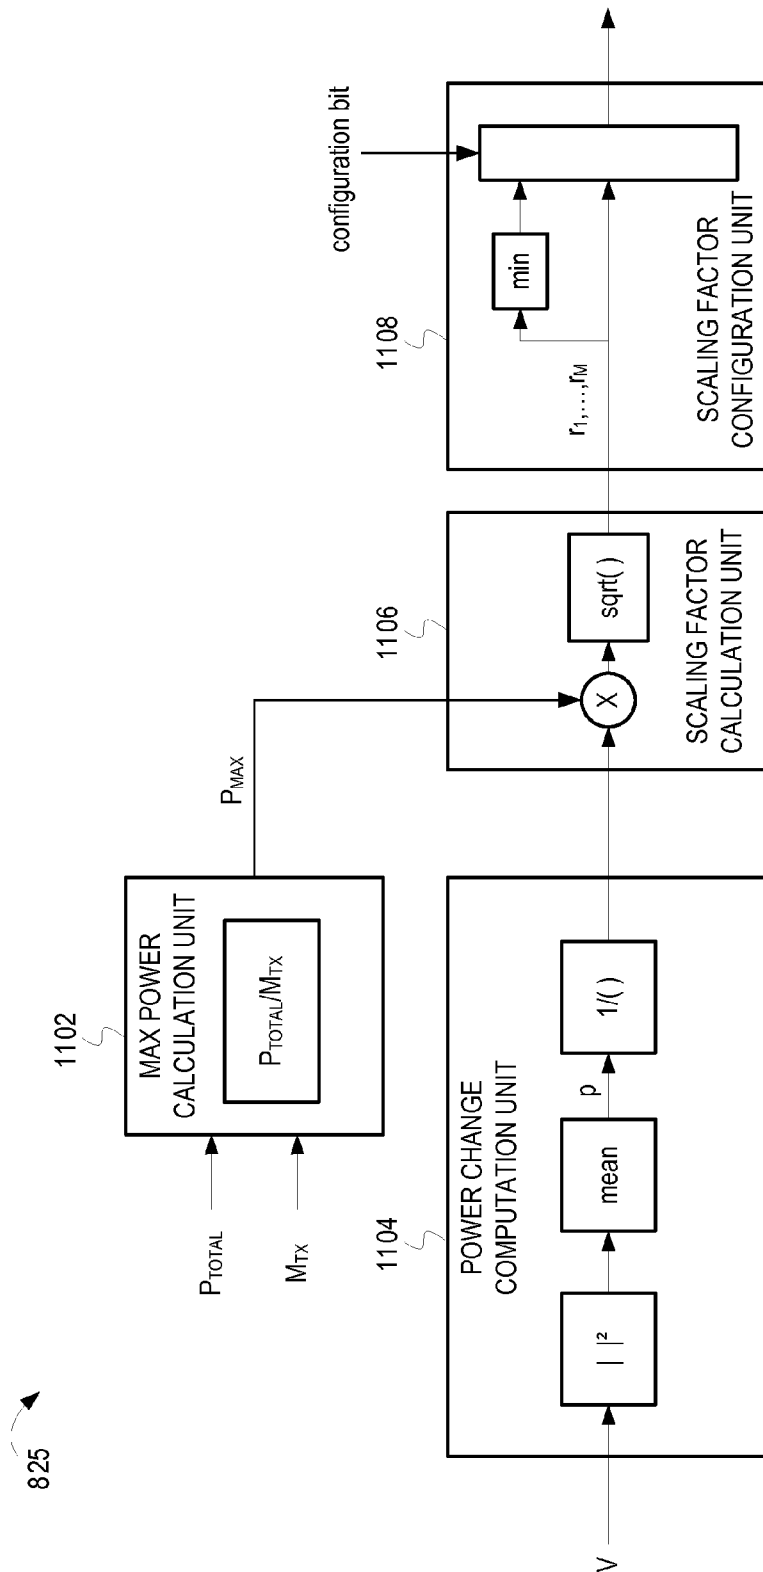 825
P_TOTAL
M_TX
1102
MAX POWER
CALCULATION UNIT
P_TOTAL/M_TX
P_MAX
V
1104
POWER CHANGE
COMPUTATION UNIT
| |²
mean
p
1/( )
1106
X
sqrt( )
SCALING FACTOR
CALCULATION UNIT
1108
r₁,...,r_M
min
configuration bit
SCALING FACTOR
CONFIGURATION UNIT